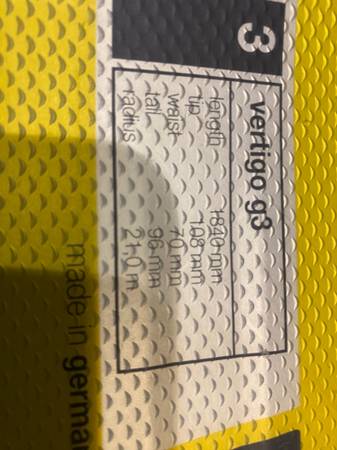 3
vertigo g3
length 1840 mm
tip 108 mm
waist 70 mm
tail 96 mm
radius 21,0 m
made in germa